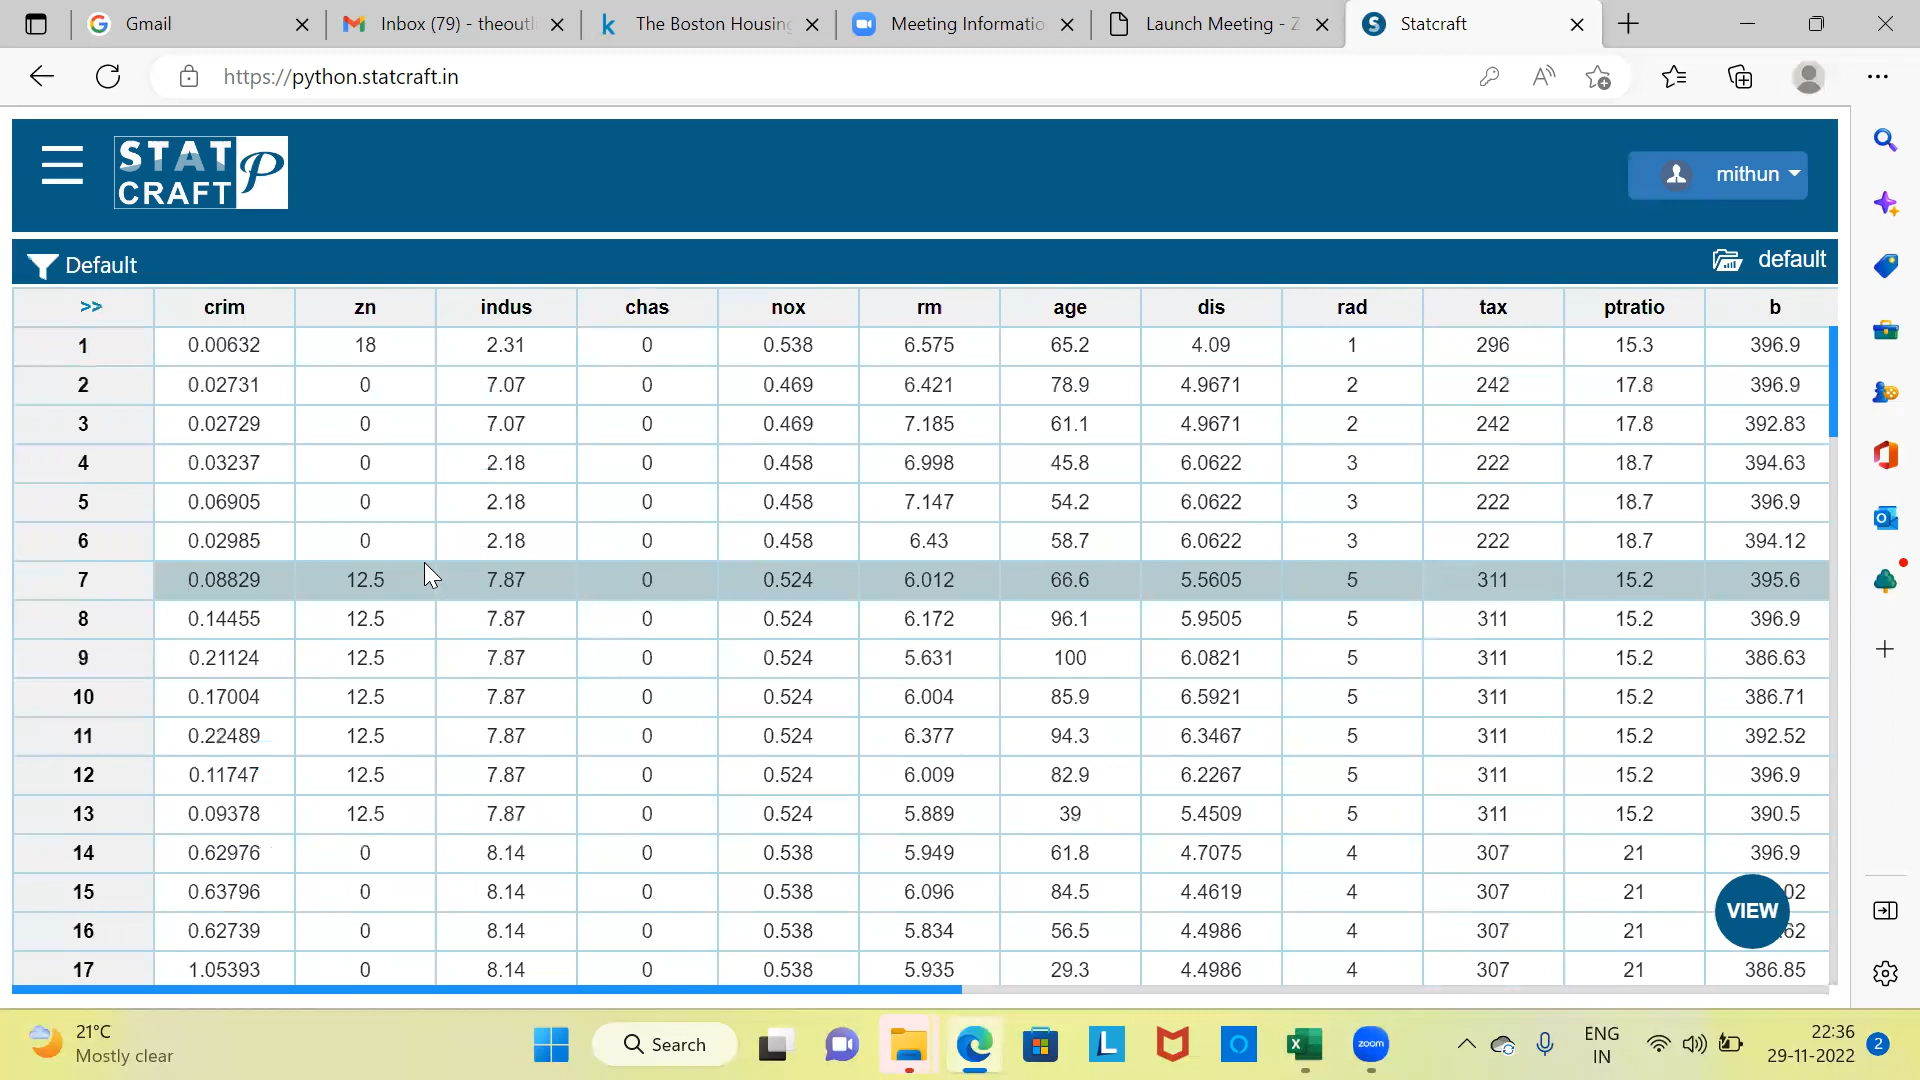 Gmail
Inbox (79) - theoutl
The Boston Housing
Meeting Informatio
Launch Meeting - Z
Statcraft
https://python.statcraft.in
STAT
CRAFT P
mithun
Default
default
>> crim zn indus chas nox rm age dis rad tax ptratio b
1 0.00632 18 2.31 0 0.538 6.575 65.2 4.09 1 296 15.3 396.9
2 0.02731 0 7.07 0 0.469 6.421 78.9 4.9671 2 242 17.8 396.9
3 0.02729 0 7.07 0 0.469 7.185 61.1 4.9671 2 242 17.8 392.83
4 0.03237 0 2.18 0 0.458 6.998 45.8 6.0622 3 222 18.7 394.63
5 0.06905 0 2.18 0 0.458 7.147 54.2 6.0622 3 222 18.7 396.9
6 0.02985 0 2.18 0 0.458 6.43 58.7 6.0622 3 222 18.7 394.12
7 0.08829 12.5 7.87 0 0.524 6.012 66.6 5.5605 5 311 15.2 395.6
8 0.14455 12.5 7.87 0 0.524 6.172 96.1 5.9505 5 311 15.2 396.9
9 0.21124 12.5 7.87 0 0.524 5.631 100 6.0821 5 311 15.2 386.63
10 0.17004 12.5 7.87 0 0.524 6.004 85.9 6.5921 5 311 15.2 386.71
11 0.22489 12.5 7.87 0 0.524 6.377 94.3 6.3467 5 311 15.2 392.52
12 0.11747 12.5 7.87 0 0.524 6.009 82.9 6.2267 5 311 15.2 396.9
13 0.09378 12.5 7.87 0 0.524 5.889 39 5.4509 5 311 15.2 390.5
14 0.62976 0 8.14 0 0.538 5.949 61.8 4.7075 4 307 21 396.9
15 0.63796 0 8.14 0 0.538 6.096 84.5 4.4619 4 307 21 02
16 0.62739 0 8.14 0 0.538 5.834 56.5 4.4986 4 307 21 .62
17 1.05393 0 8.14 0 0.538 5.935 29.3 4.4986 4 307 21 386.85
VIEW
21°C
Mostly clear
Search
zoom
ENG
IN
22:36
29-11-2022
2